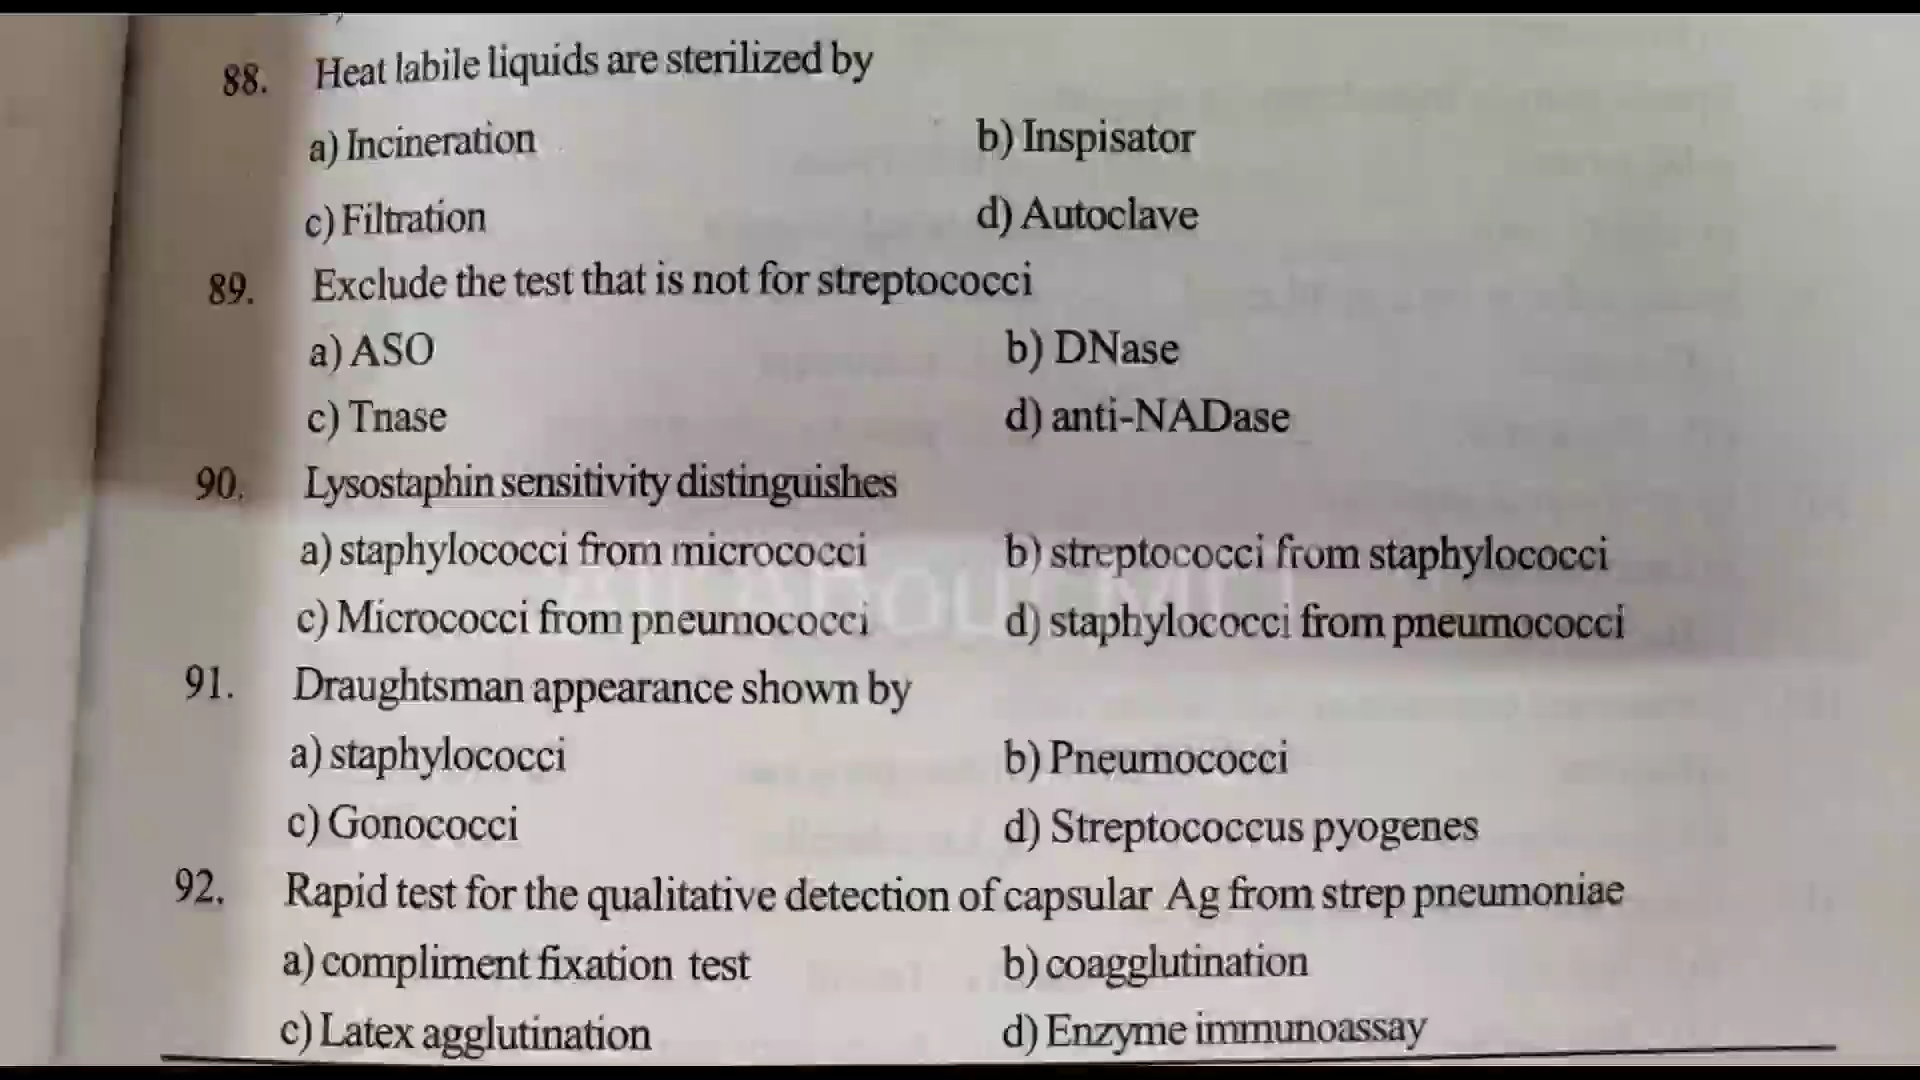 88. Heat labile liquids are sterilized by
a) Incineration b) Inspisator
c) Filtration d) Autoclave
89. Exclude the test that is not for streptococci
a) ASO b) DNase
c) Tnase d) anti-NADase
90. Lysostaphin sensitivity distinguishes
a) staphylococci from micrococci b) streptococci from staphylococci
c) Micrococci from pneumococci d) staphylococci from pneumococci
91. Draughtsman appearance shown by
a) staphylococci b) Pneumococci
c) Gonococci d) Streptococcus pyogenes
92. Rapid test for the qualitative detection of capsular Ag from strep pneumoniae
a) compliment fixation test b) coagglutination
c) Latex agglutination d) Enzyme immunoassay